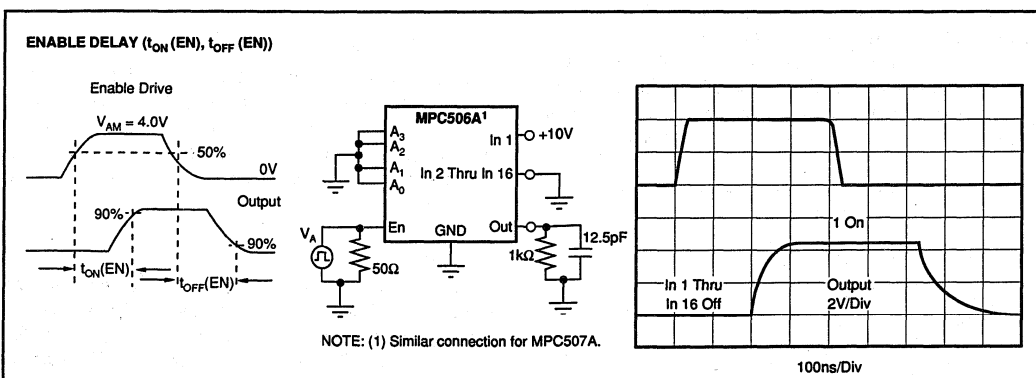 ENABLE DELAY (tON (EN), tOFF (EN))
Enable Drive
VAM = 4.0V
50%
0V
Output
90%
90%
tON(EN)
tOFF(EN)
MPC506A1
A3
A2
A1
A0
In 1
+10V
In 2 Thru In 16
En
GND
Out
VA
50Ω
1kΩ
12.5pF
NOTE: (1) Similar connection for MPC507A.
1 On
In 1 Thru
In 16 Off
Output
2V/Div
100ns/Div